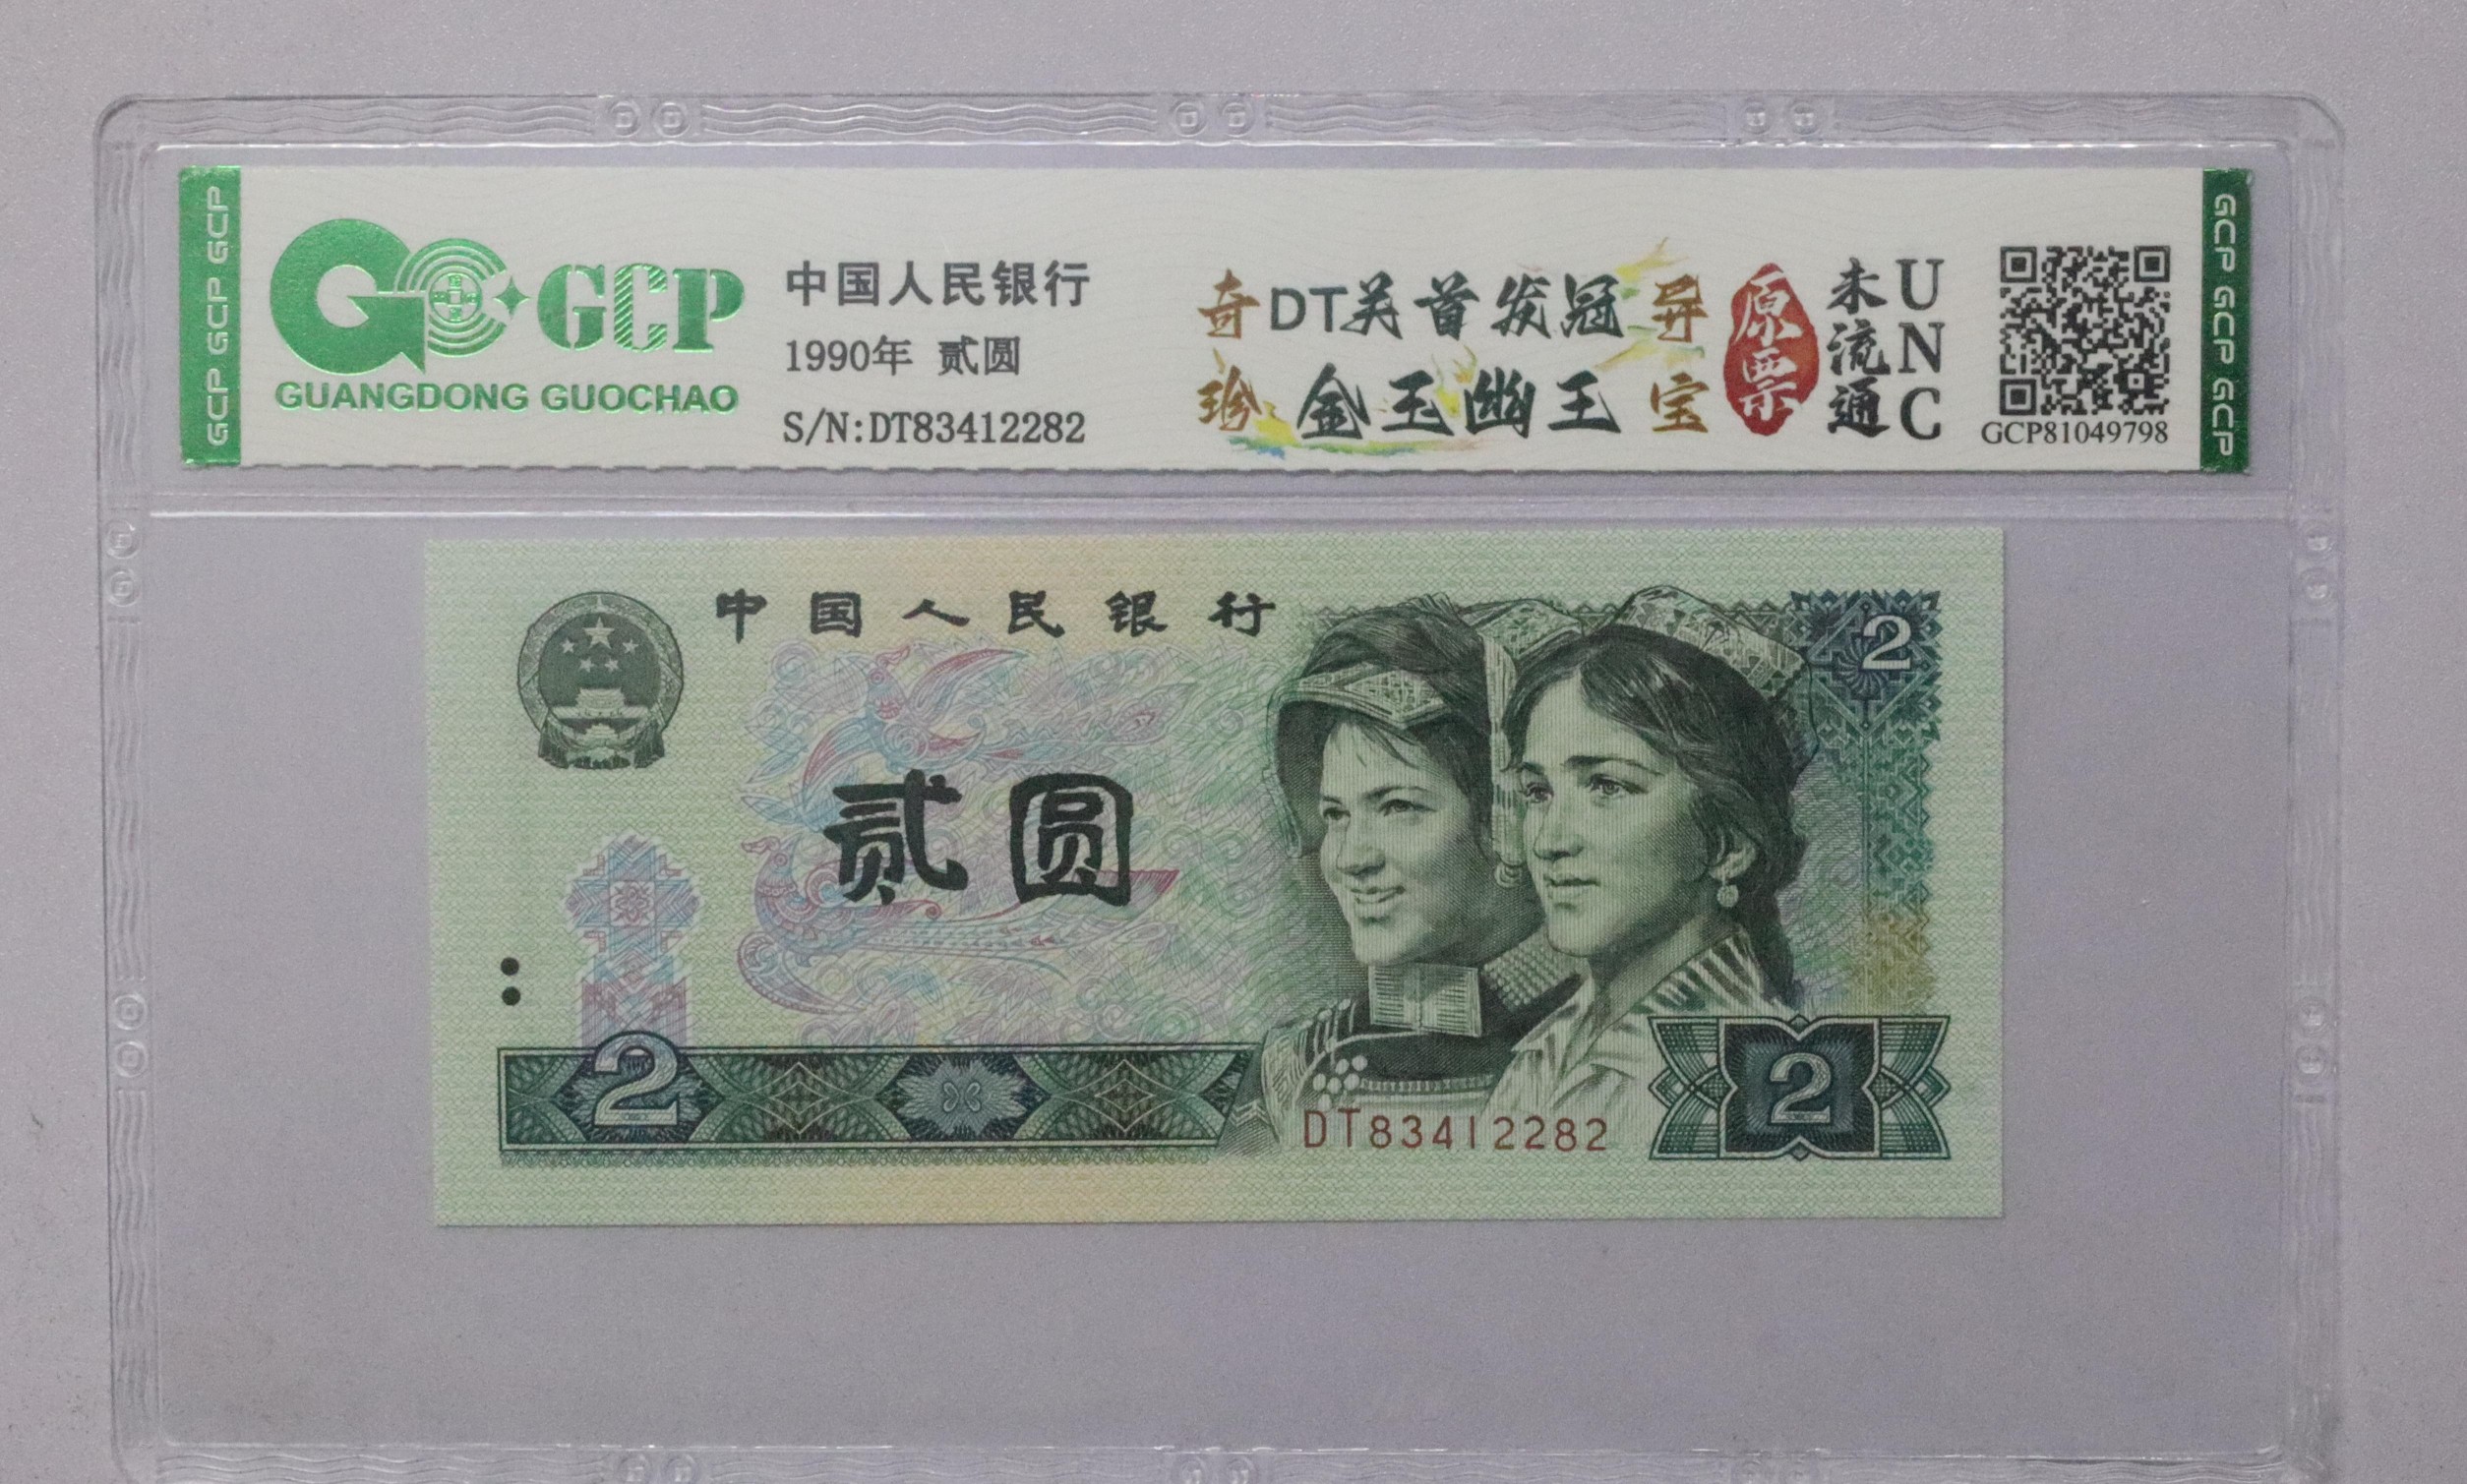 GCP GCP GCP
GCP
GUANGDONG GUOCHAO
中国人民银行
1990年 贰圆
S/N:DT83412282
奇DT关首发冠异
珍金玉幽王宝
原票
未流通
UNC
GCP81049798
GCP GCP GCP
中国人民银行
2
贰圆
2
DT83412282
2